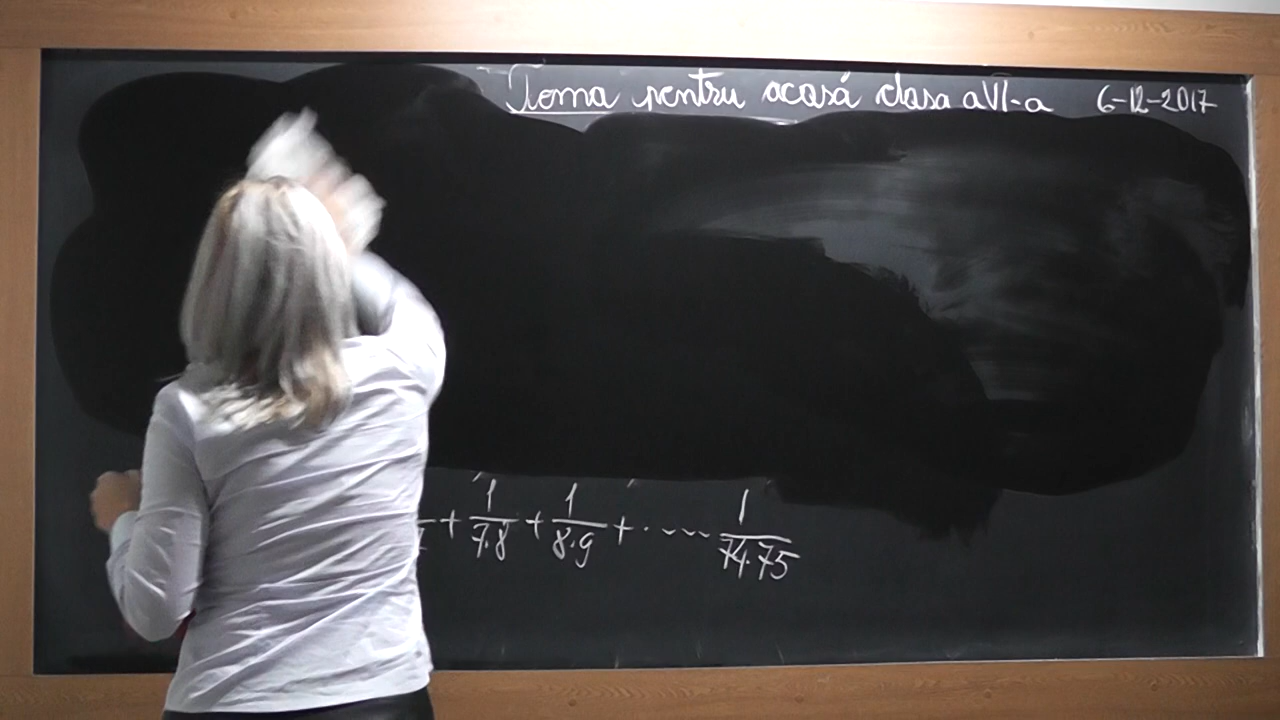 Tema pentru acasă clasa a VI-a 6-12-2017
+ 1/7.8 + 1/8.9 + ..... 1/74.75